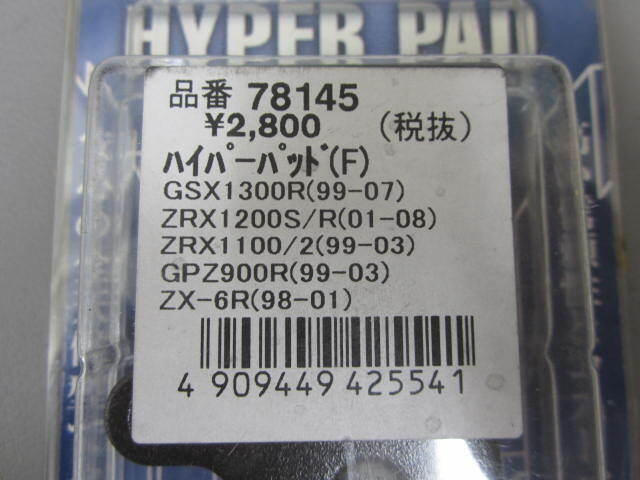 HYPER PAD
品番 78145
¥2,800 (税抜)
ﾊｲﾊﾟｰﾊﾟｯﾄﾞ(F)
GSX1300R(99-07)
ZRX1200S/R(01-08)
ZRX1100/2(99-03)
GPZ900R(99-03)
ZX-6R(98-01)
4 909449 425541